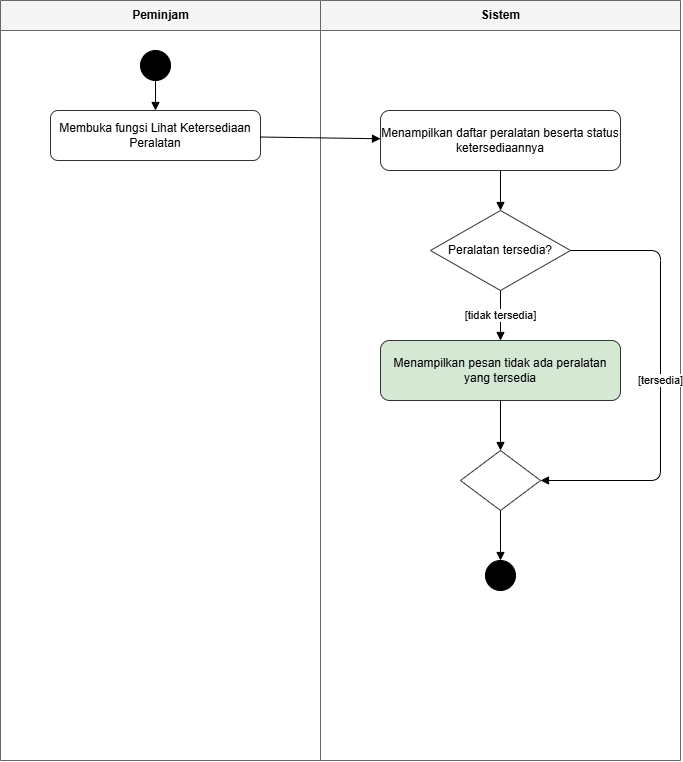 Peminjam
Sistem
Membuka fungsi Lihat Ketersediaan
Peralatan
Menampilkan daftar peralatan beserta status
ketersediaannya
Peralatan tersedia?
[tidak tersedia]
Menampilkan pesan tidak ada peralatan
yang tersedia
[tersedia]